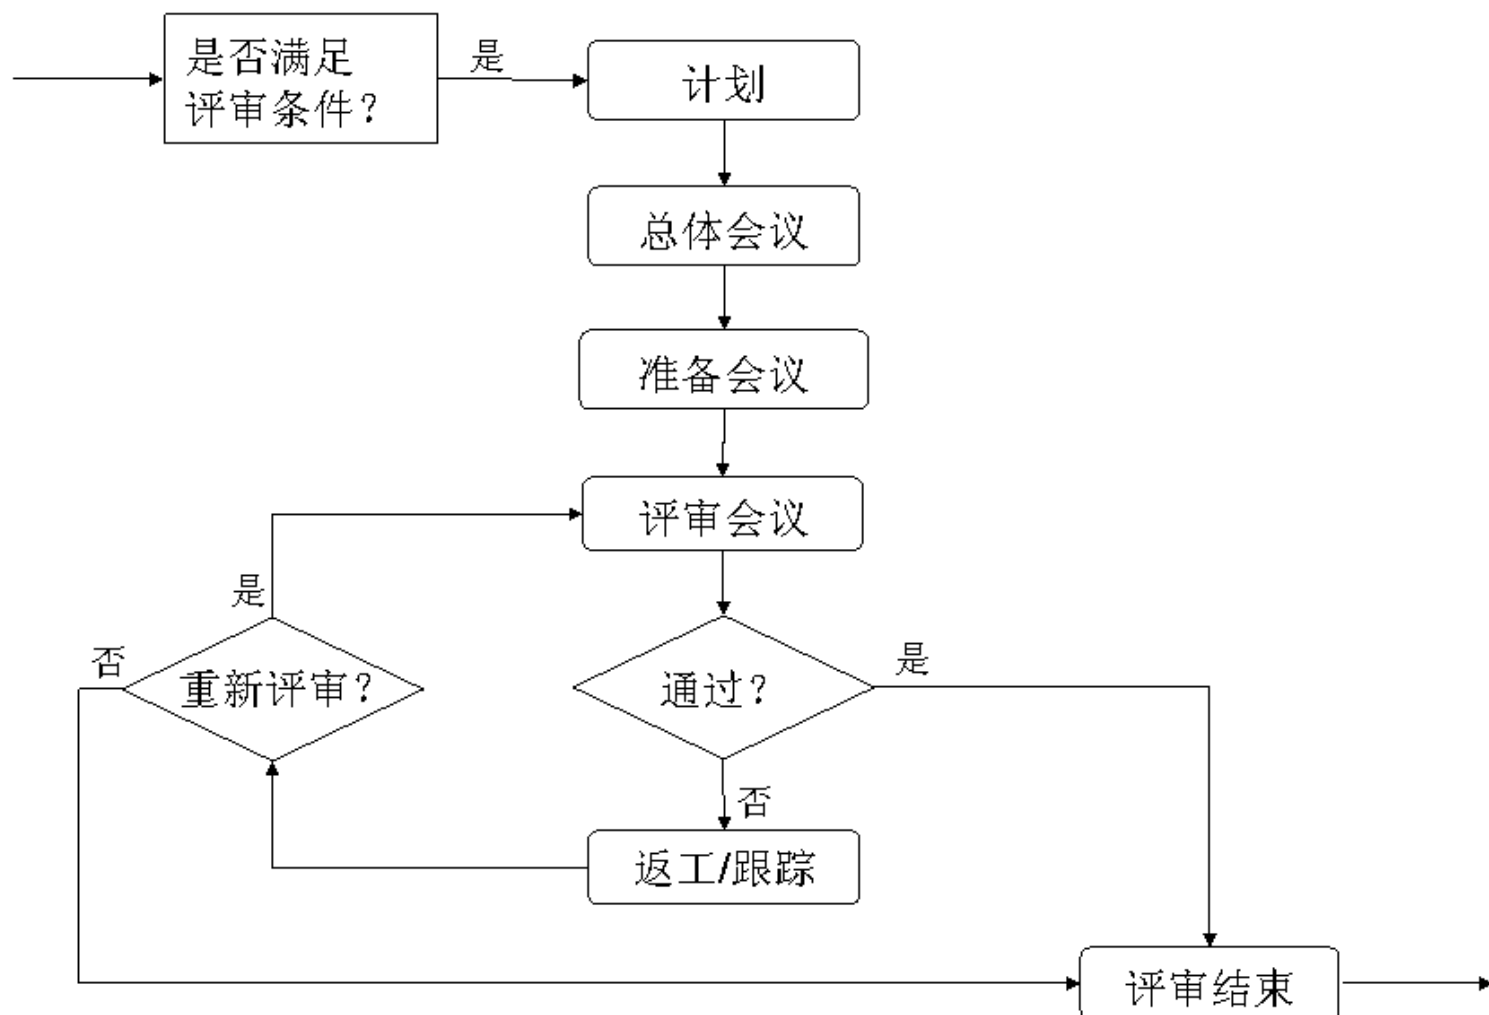 是否满足
评审条件?
是
计划
总体会议
准备会议
评审会议
是
否
重新评审?
通过?
是
否
返工/跟踪
评审结束